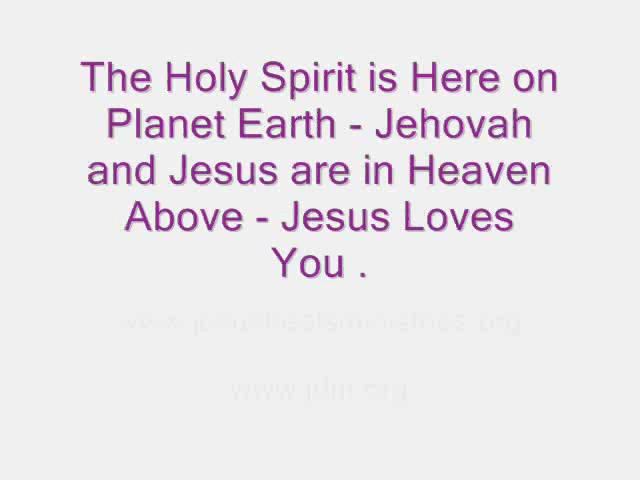 The Holy Spirit is Here on
Planet Earth - Jehovah
and Jesus are in Heaven
Above - Jesus Loves
You .